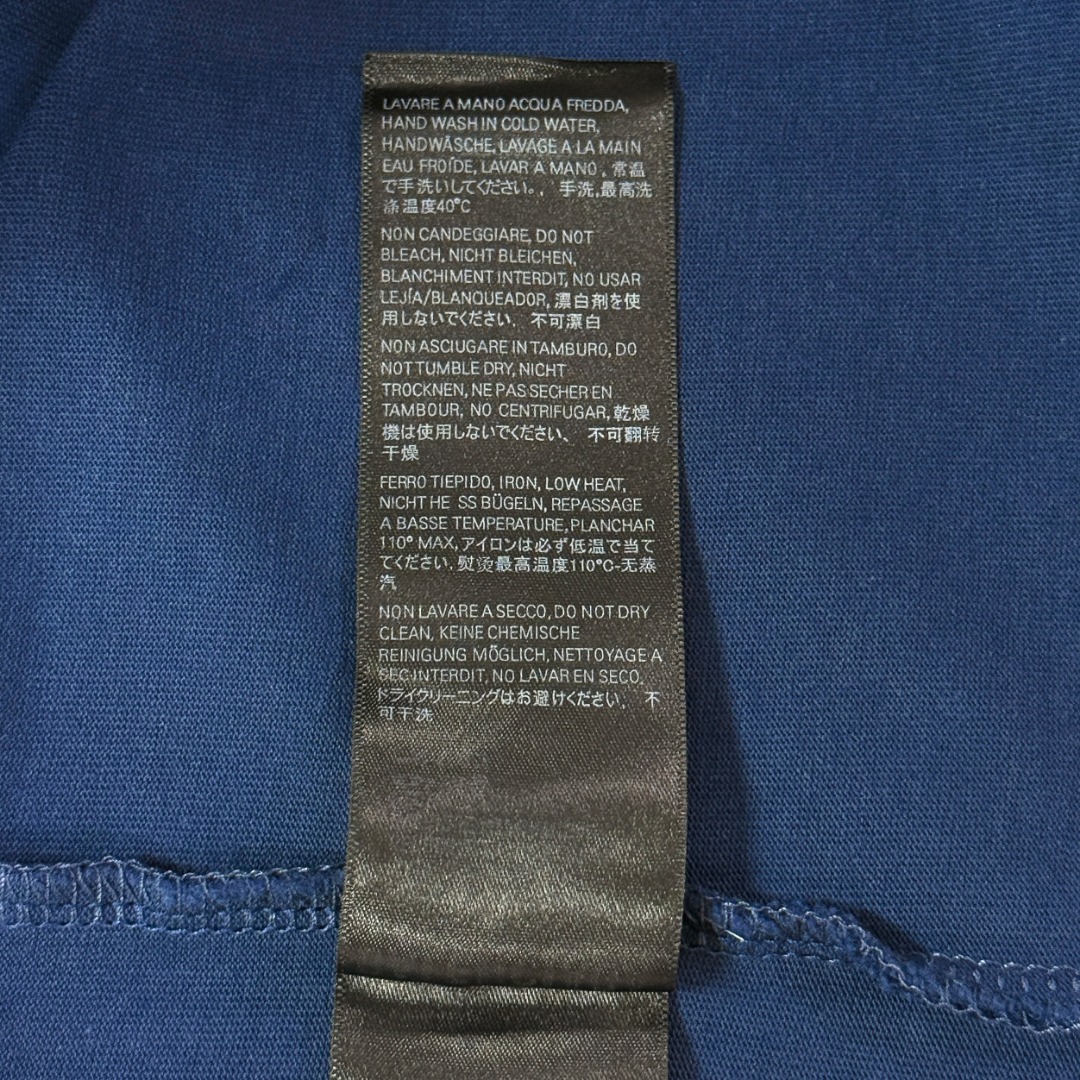 LAVARE A MANO ACQUA FREDDA,
HAND WASH IN COLD WATER,
HANDWÄSCHE, LAVAGE A LA MAIN
EAU FROÍDE, LAVAR A MANO , 常温
で手洗いしてください。, 手洗,最高洗
涤温度40°C
NON CANDEGGIARE, DO NOT
BLEACH, NICHT BLEICHEN,
BLANCHIMENT INTERDIT, NO USAR
LEJÍA/BLANQUEADOR, 漂白剤を使
用しないでください. 不可漂白
NON ASCIUGARE IN TAMBURO, DO
NOT TUMBLE DRY, NICHT
TROCKNEN, NE PAS SECHER EN
TAMBOUR, NO CENTRIFUGAR, 乾燥
機は使用しないでください、 不可翻转
干燥
FERRO TIEPIDO, IRON, LOW HEAT,
NICHT HE SS BÜGELN, REPASSAGE
A BASSE TEMPERATURE, PLANCHAR
110° MAX, アイロンは必ず低温で当て
てください, 熨烫最高温度110°C-无蒸
汽
NON LAVARE A SECCO, DO NOT DRY
CLEAN, KEINE CHEMISCHE
REINIGUNG MÖGLICH, NETTOYAGE A
SEC INTERDIT, NO LAVAR EN SECO,
ドライクリーニングはお避けください. 不
可干洗